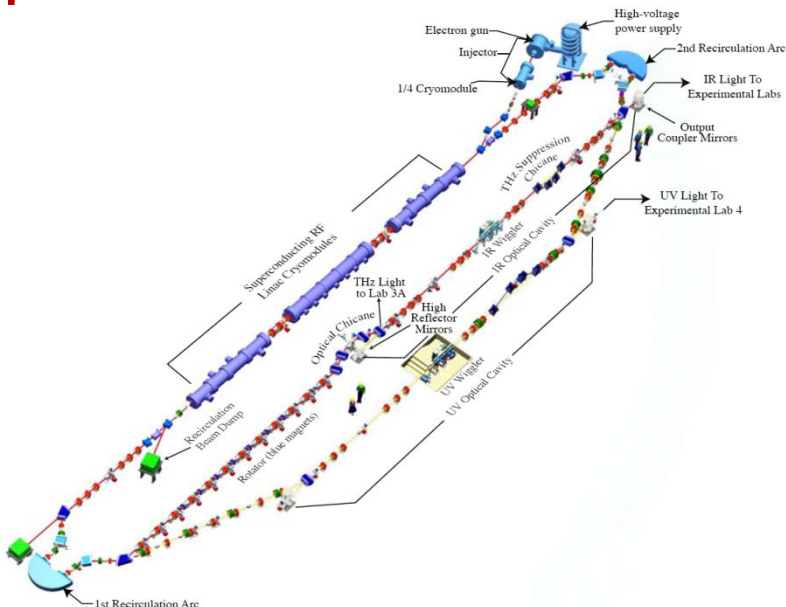 High-voltage
power supply
Electron gun
Injector
1/4 Cryomodule
2nd Recirculation Arc
IR Light To
Experimental Labs
Output
Coupler Mirrors
THz Suppression
Chicane
UV Light To
Experimental Lab 4
Superconducting RF
Linac Cryomodules
IR Wiggler
IR Optical Cavity
THz Light
to Lab 3A
High
Reflector
Mirrors
Optical Chicane
UV Wiggler
UV Optical Cavity
Recirculation
Beam Dump
Rotator (blue magnets)
1st Recirculation Arc